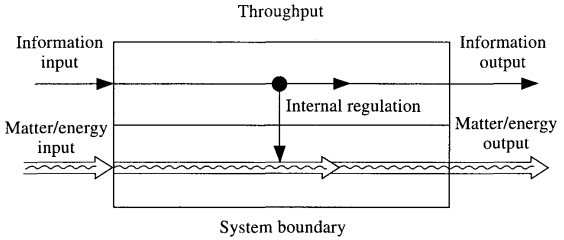 Throughput
Information
input
Information
output
Internal regulation
Matter/energy
input
Matter/energy
output
System boundary